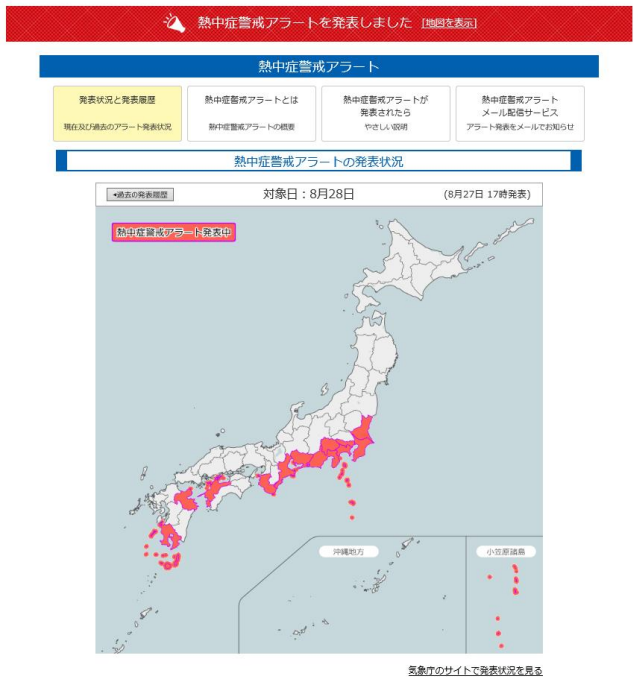 熱中症警戒アラートを発表しました [地図を表示]
熱中症警戒アラート
発表状況と発表履歴
現在及び過去のアラート発表状況
熱中症警戒アラートとは
熱中症警戒アラートの概要
熱中症警戒アラートが
発表されたら
やさしい説明
熱中症警戒アラート
メール配信サービス
アラート発表をメールでお知らせ
熱中症警戒アラートの発表状況
◂過去の発表履歴
対象日：8月28日
(8月27日 17時発表)
熱中症警戒アラート発表中
沖縄地方
小笠原諸島
気象庁のサイトで発表状況を見る